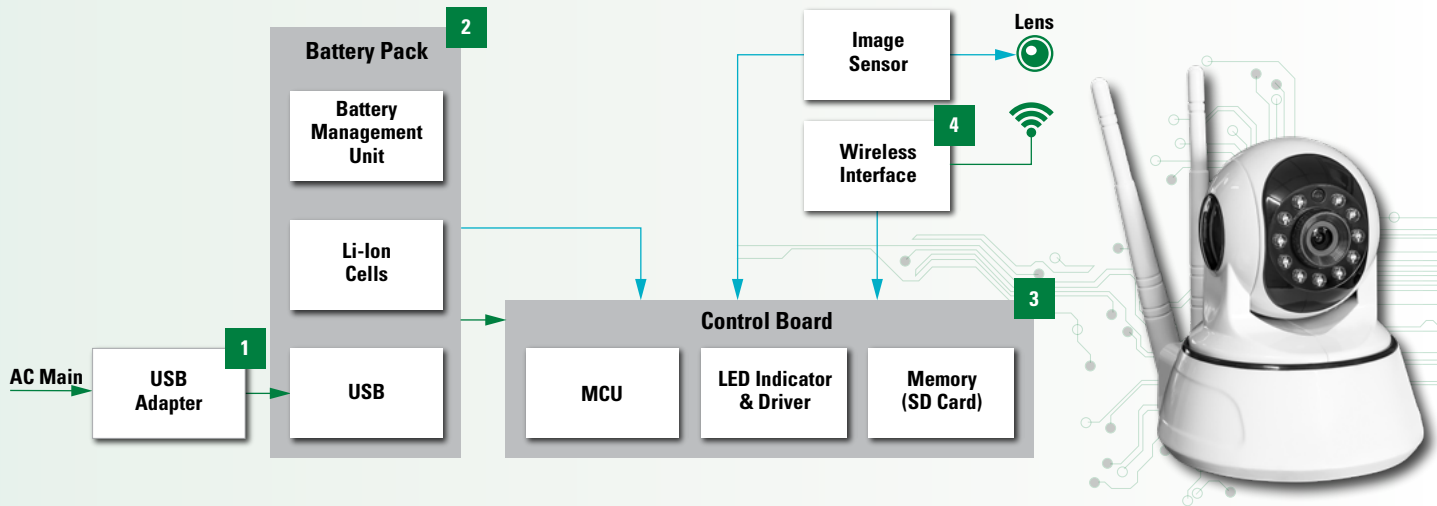 2
Battery Pack
Battery
Management
Unit
Li-Ion
Cells
1
AC Main
USB
Adapter
USB
Image
Sensor
Lens
4
Wireless
Interface
3
Control Board
MCU
LED Indicator
& Driver
Memory
(SD Card)